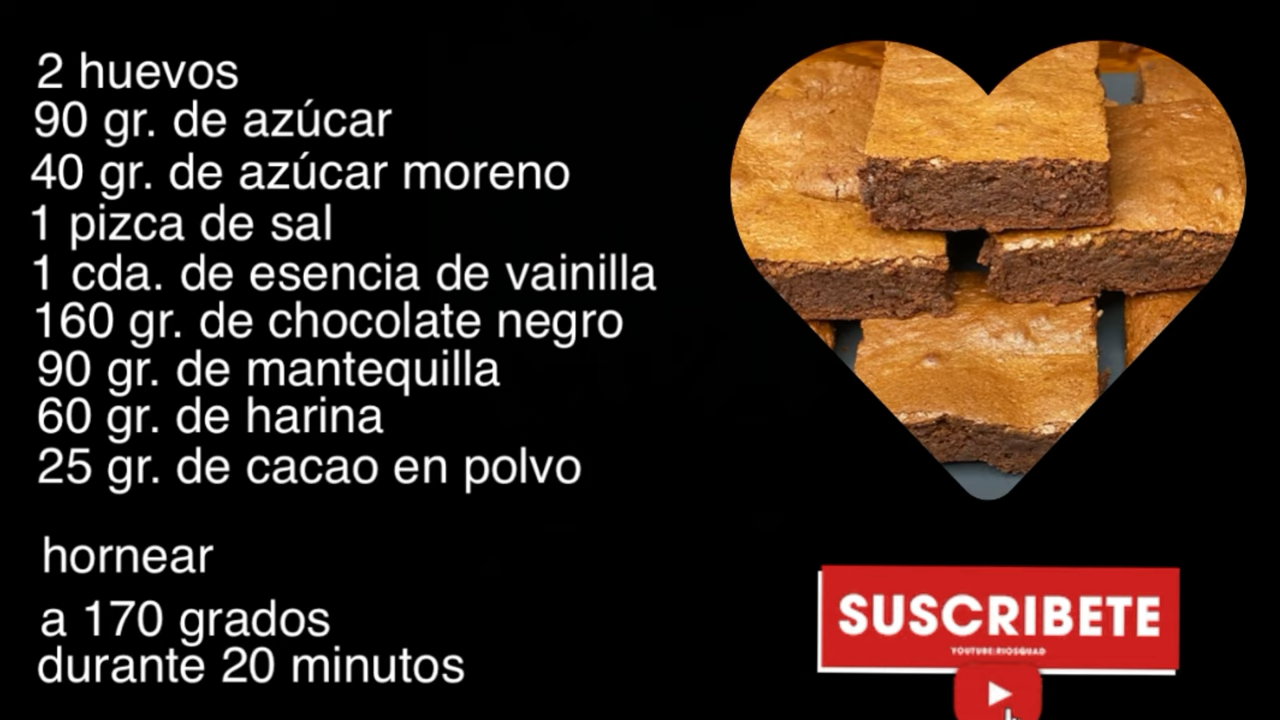 2 huevos
90 gr. de azúcar
40 gr. de azúcar moreno
1 pizca de sal
1 cda. de esencia de vainilla
160 gr. de chocolate negro
90 gr. de mantequilla
60 gr. de harina
25 gr. de cacao en polvo
hornear
a 170 grados
durante 20 minutos
SUSCRIBETE
YOUTUBE:RIOSQUAD